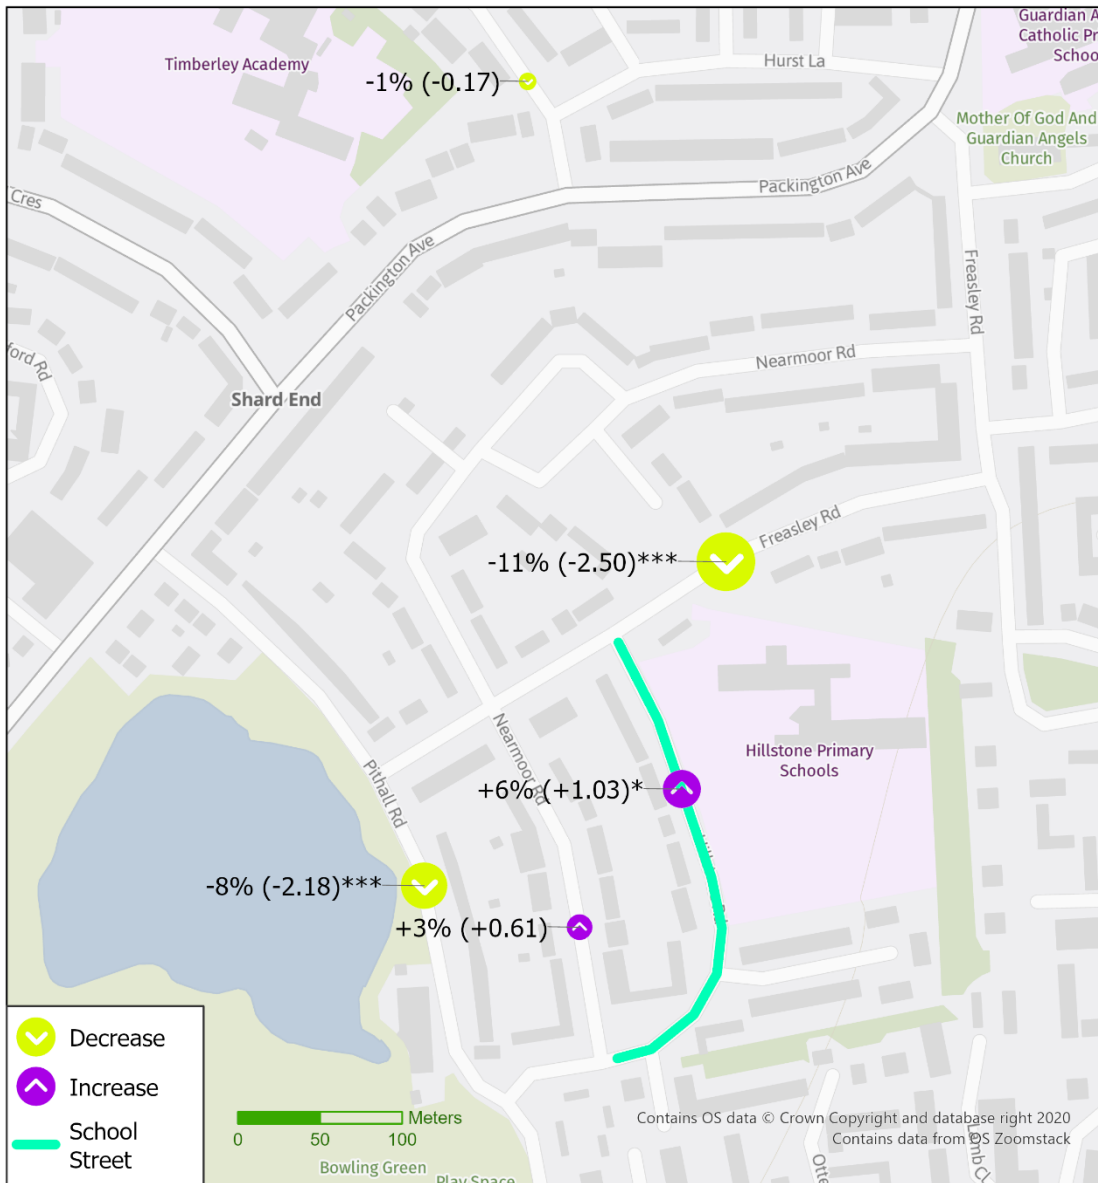 Guardian A
Catholic Pr
Schoo
Timberley Academy
Hurst La
-1% (-0.17)
Mother Of God And
Guardian Angels
Church
Packington Ave
Cres
Packington Ave
Freasley Rd
ford Rd
Nearmoor Rd
Shard End
Freasley Rd
-11% (-2.50)***
Nearmoor Rd
Hillstone Primary
Schools
Pithall Rd
+6% (+1.03)*
-8% (-2.18)***
+3% (+0.61)
Decrease
Increase
School
Street
Meters
0 50 100
Contains OS data © Crown Copyright and database right 2020
Contains data from OS Zoomstack
Bowling Green
Play Space
Otte
Lamb Cl